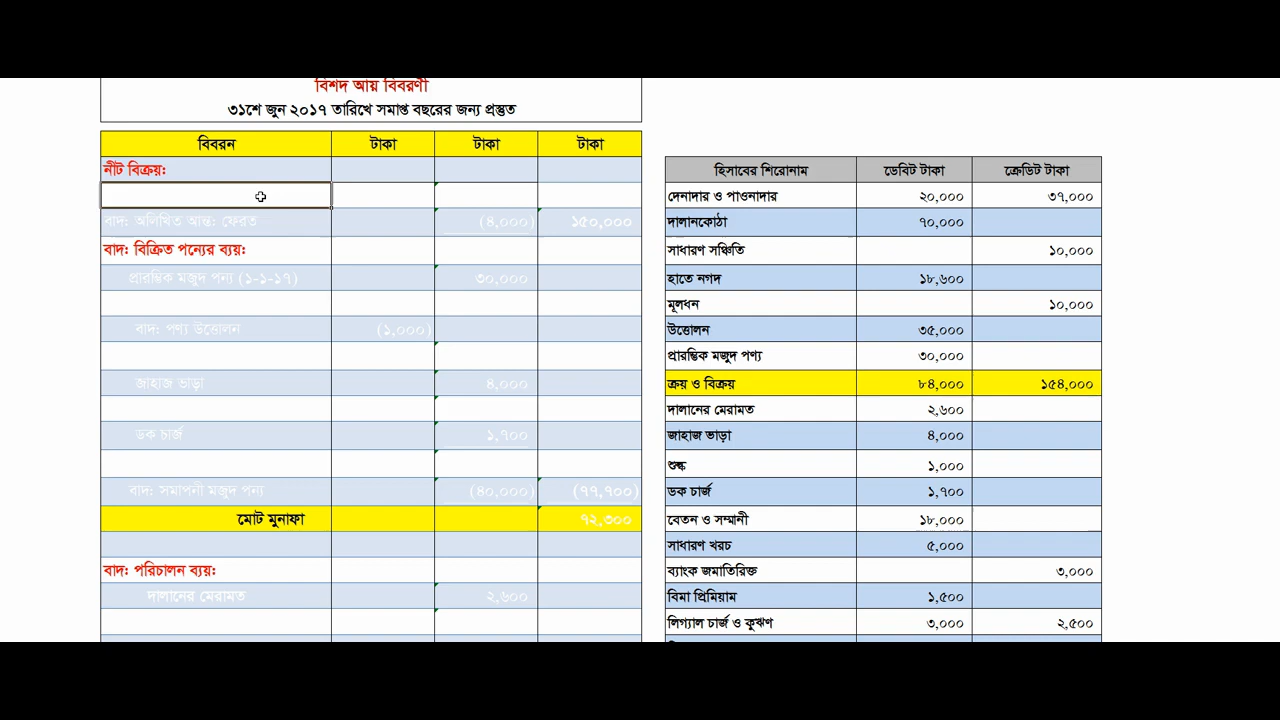 বিশদ আয় বিবরণী
৩১শে জুন ২০১৭ তারিখে সমাপ্ত বছরের জন্য প্রস্তুত
বিবরন টাকা টাকা টাকা
নীট বিক্রয়:
বাদ: অলিখিত আন্ত: ফেরত (৪,০০০) ১৫০,০০০
বাদ: বিক্রিত পন্যের ব্যয়:
প্রারম্ভিক মজুদ পন্য (১-১-১৭) ৩০,০০০
বাদ: পণ্য উত্তোলন (১,০০০)
জাহাজ ভাড়া ৪,০০০
ডক চার্জ ১,৭০০
বাদ: সমাপনী মজুদ পন্য (৪০,০০০) (৭৭,৭০০)
মোট মুনাফা ৭২,৩০০
বাদ: পরিচালন ব্যয়:
দালানের মেরামত ২,৬০০
হিসাবের শিরোনাম ডেবিট টাকা ক্রেডিট টাকা
দেনাদার ও পাওনাদার ২০,০০০ ৩৭,০০০
দালানকোঠা ৭০,০০০
সাধারণ সঞ্চিতি ১০,০০০
হাতে নগদ ১৮,৬০০
মূলধন ১০,০০০
উত্তোলন ৩৫,০০০
প্রারম্ভিক মজুদ পণ্য ৩০,০০০
ক্রয় ও বিক্রয় ৮৪,০০০ ১৫৪,০০০
দালানের মেরামত ২,৬০০
জাহাজ ভাড়া ৪,০০০
শুল্ক ১,০০০
ডক চার্জ ১,৭০০
বেতন ও সম্মানী ১৮,০০০
সাধারণ খরচ ৫,০০০
ব্যাংক জমাতিরিক্ত ৩,০০০
বিমা প্রিমিয়াম ১,৫০০
লিগ্যাল চার্জ ও কুঋণ ৩,০০০ ২,৫০০